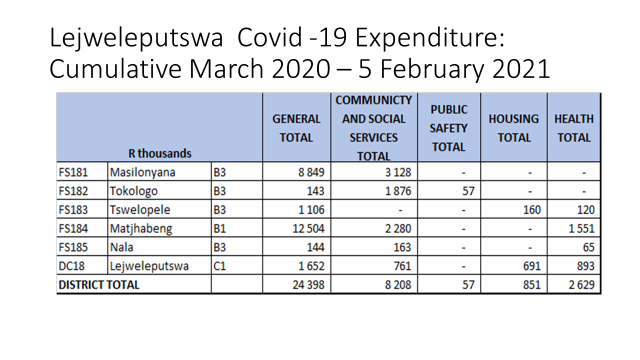 Lejweleputswa Covid -19 Expenditure:
Cumulative March 2020 – 5 February 2021
R thousands GENERAL TOTAL COMMUNICTY AND SOCIAL SERVICES TOTAL PUBLIC SAFETY TOTAL HOUSING TOTAL HEALTH TOTAL
FS181 Masilonyana B3 8 849 3 128 - - -
FS182 Tokologo B3 143 1 876 57 - -
FS183 Tswelopele B3 1 106 - - 160 120
FS184 Matjhabeng B1 12 504 2 280 - - 1 551
FS185 Nala B3 144 163 - - 65
DC18 Lejweleputswa C1 1 652 761 - 691 893
DISTRICT TOTAL 24 398 8 208 57 851 2 629